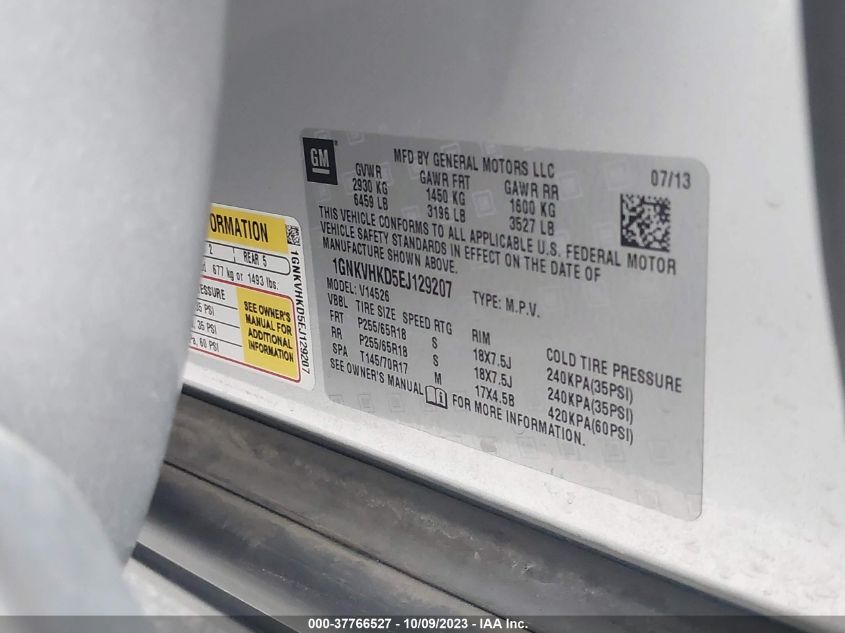 GM
MFD BY GENERAL MOTORS LLC
07/13
GVWR GAWR FRT GAWR RR
2930 KG 1450 KG 1600 KG
6459 LB 3196 LB 3527 LB
THIS VEHICLE CONFORMS TO ALL APPLICABLE U.S. FEDERAL MOTOR
VEHICLE SAFETY STANDARDS IN EFFECT ON THE DATE OF
MANUFACTURE SHOWN ABOVE.
1GNKVHKD5EJ129207 TYPE: M.P.V.
MODEL: V14526
VBBL TIRE SIZE SPEED RTG RIM COLD TIRE PRESSURE
FRT P255/65R18 S 18X7.5J 240KPA(35PSI)
RR P255/65R18 S 18X7.5J 240KPA(35PSI)
SPA T145/70R17 M 17X4.5B 420KPA(60PSI)
SEE OWNER'S MANUAL FOR MORE INFORMATION.
ORMATION
2 REAR 5
677 kg or 1493 lbs.
SSURE
35 PSI
, 35 PSI
, 60 PSI
SEE OWNER'S
MANUAL FOR
ADDITIONAL
INFORMATION
1GNKVHKD5EJ129207
000-37766527 - 10/09/2023 - IAA Inc.